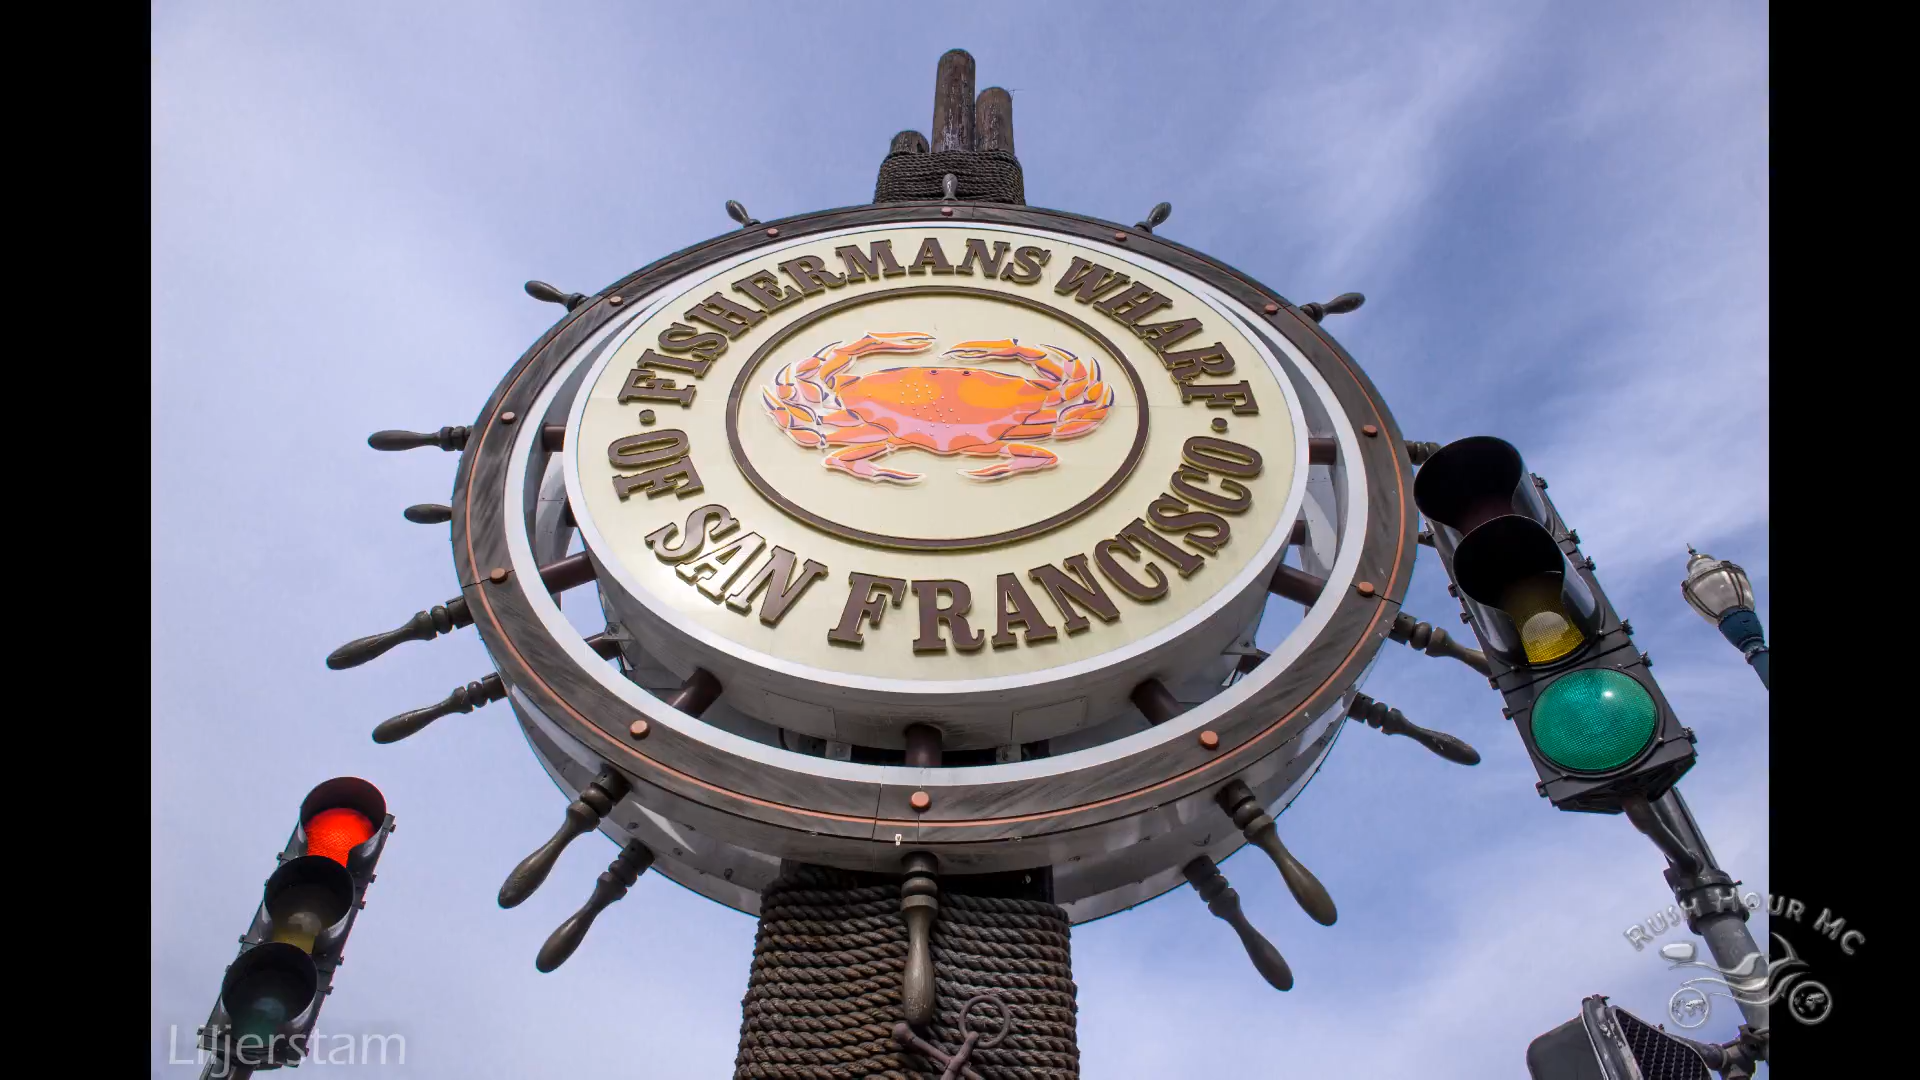 ·FISHERMANS WHARF·
OF SAN FRANCISCO
RUSH HOUR MC
Liljerstam